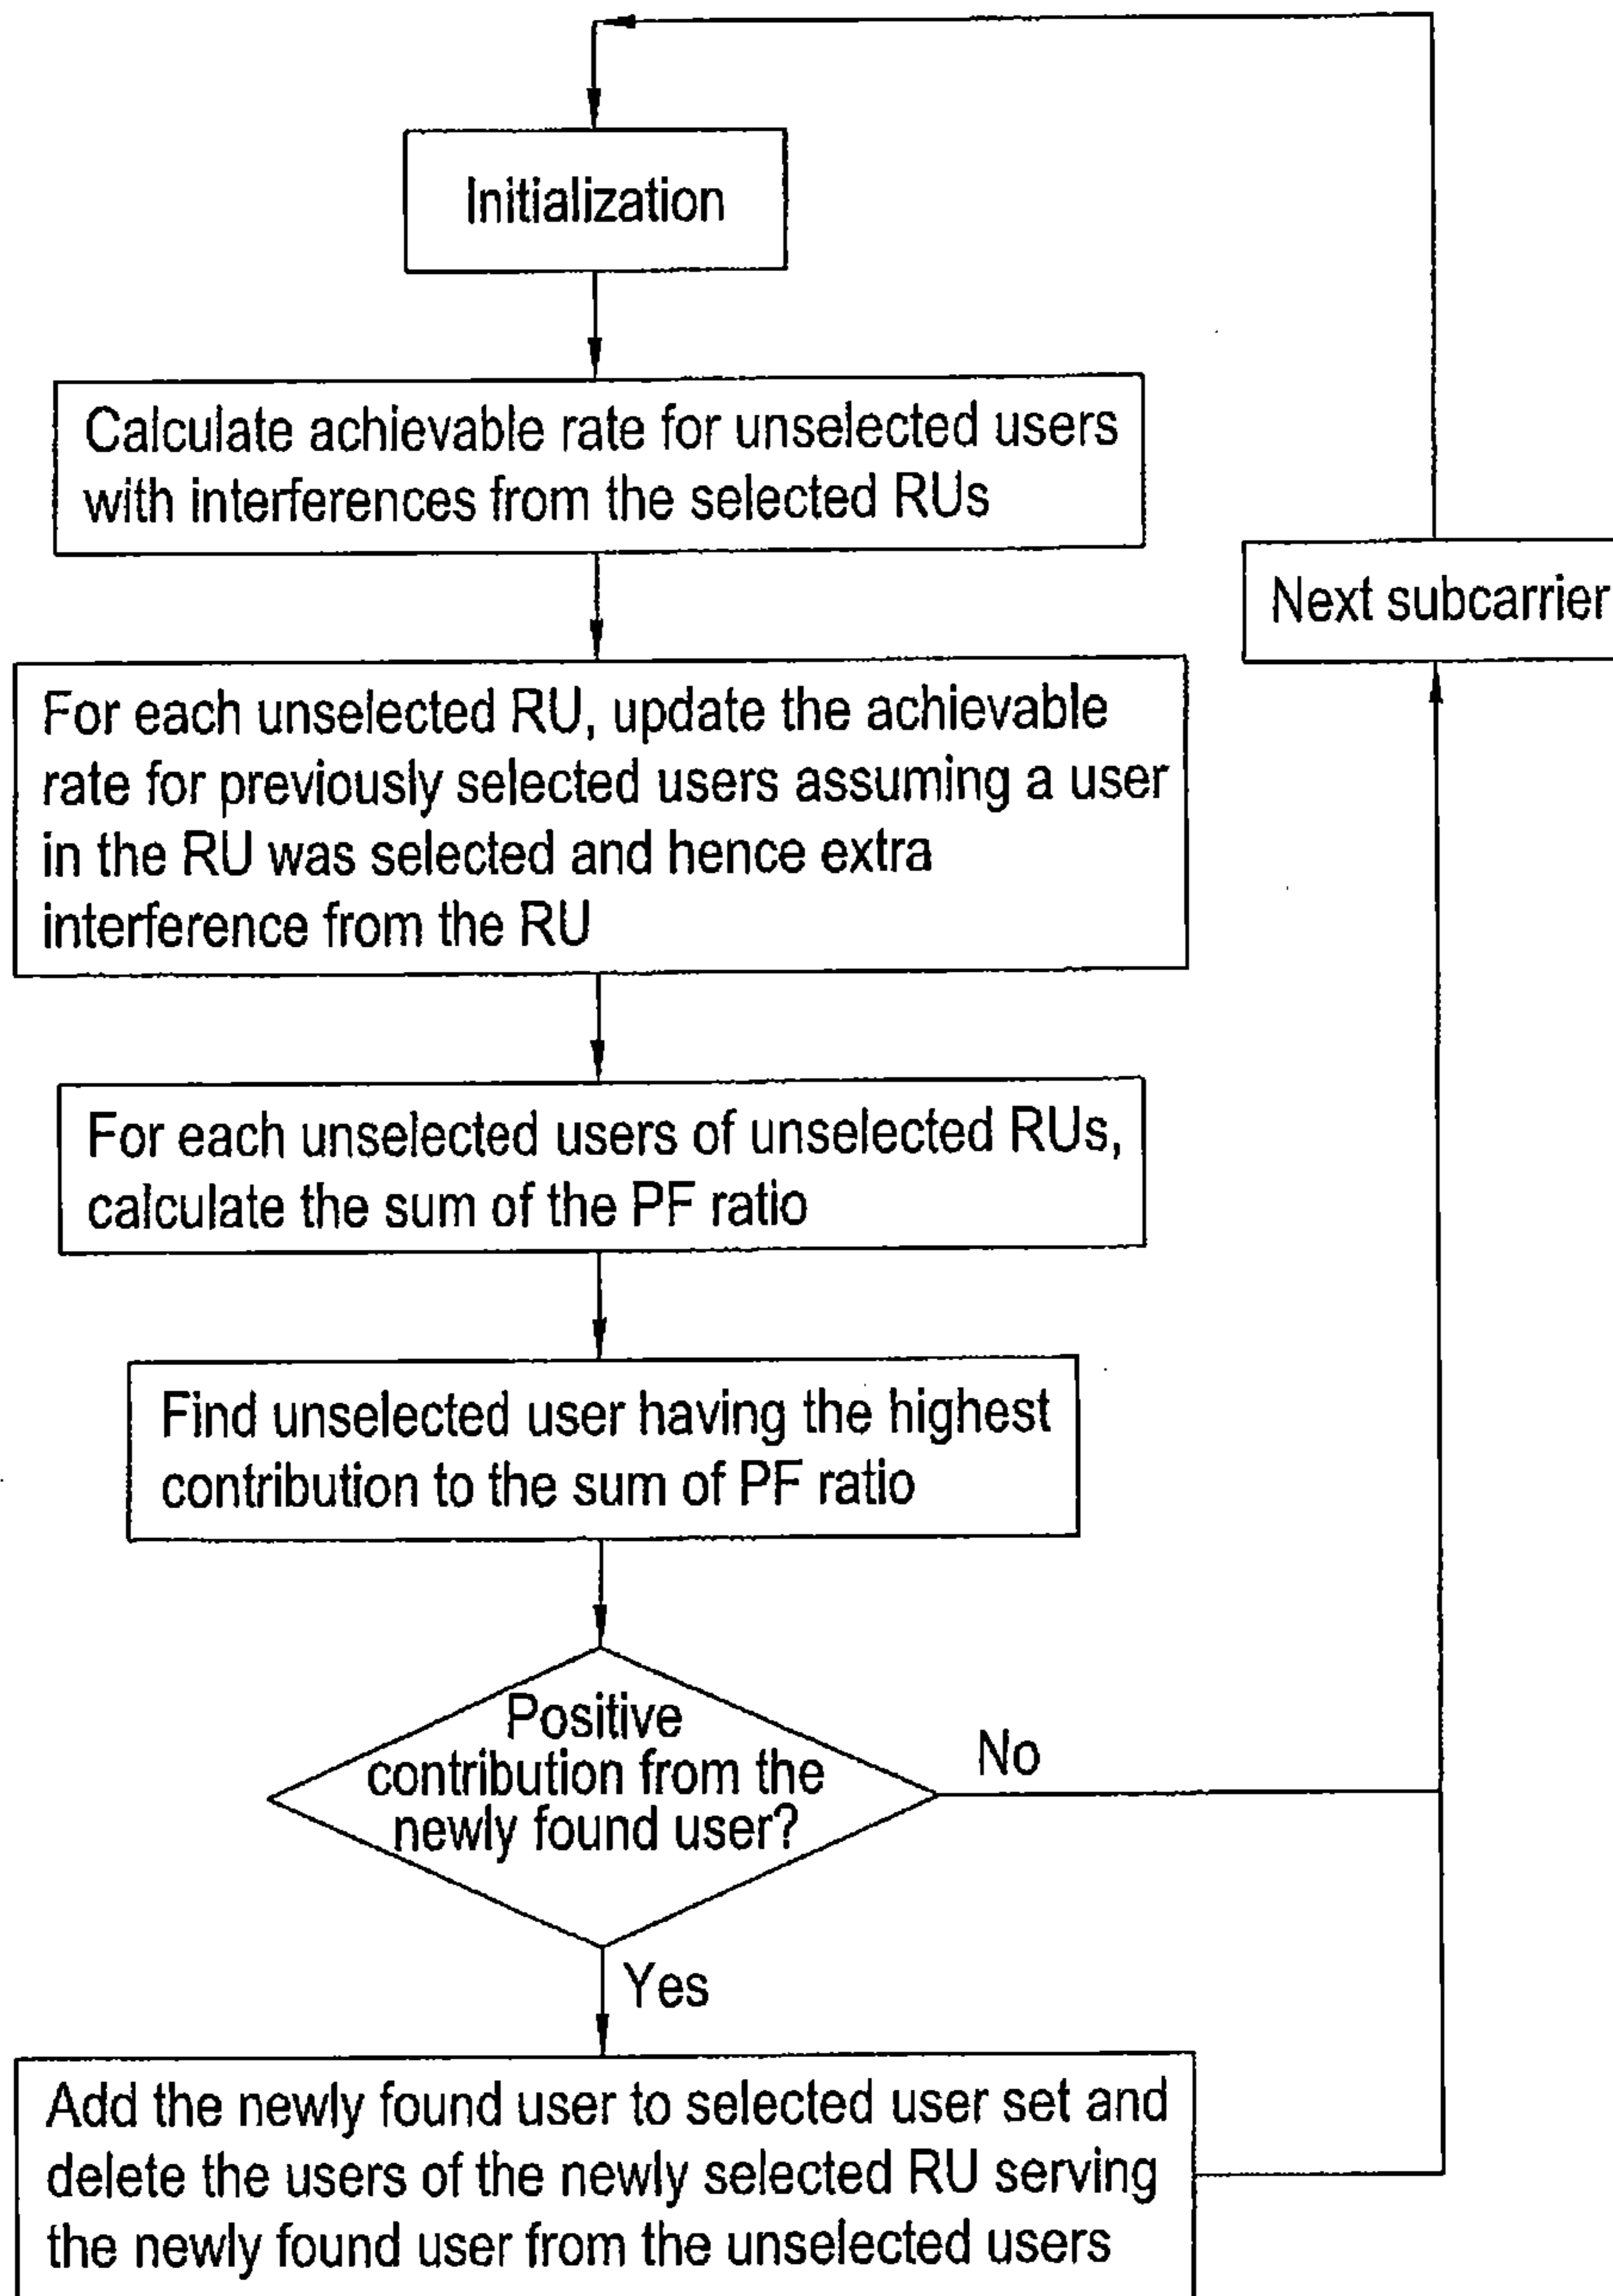 Initialization
Calculate achievable rate for unselected users
with interferences from the selected RUs
Next subcarrier
For each unselected RU, update the achievable
rate for previously selected users assuming a user
in the RU was selected and hence extra
interference from the RU
For each unselected users of unselected RUs,
calculate the sum of the PF ratio
Find unselected user having the highest
contribution to the sum of PF ratio
Positive
contribution from the
newly found user?
No
Yes
Add the newly found user to selected user set and
delete the users of the newly selected RU serving
the newly found user from the unselected users